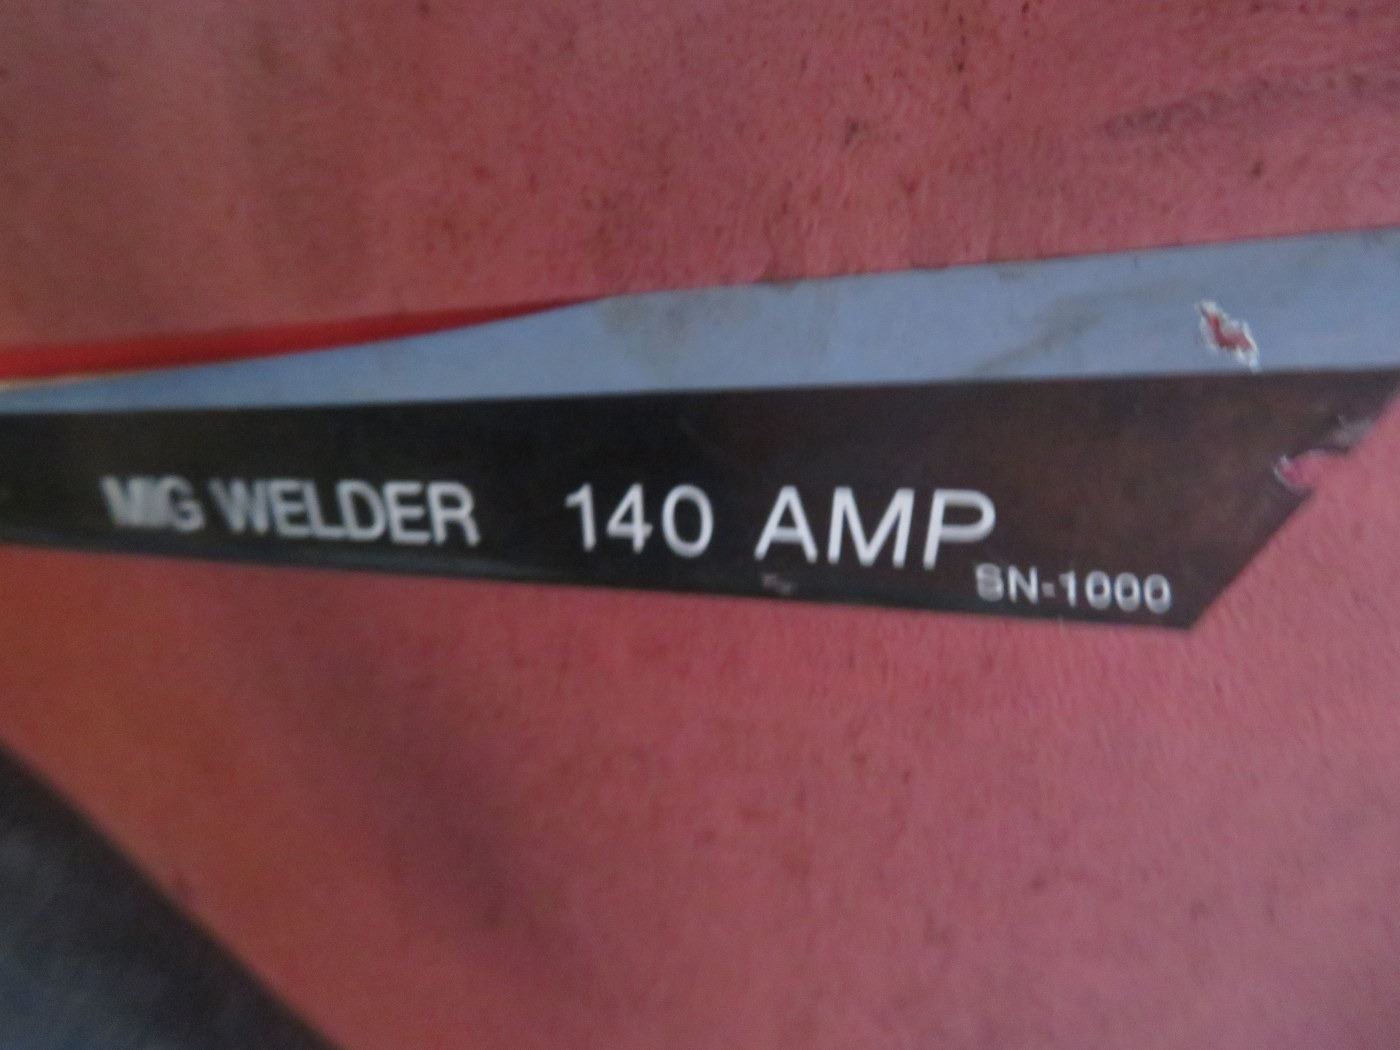 MIG WELDER 140 AMP
SN-1000